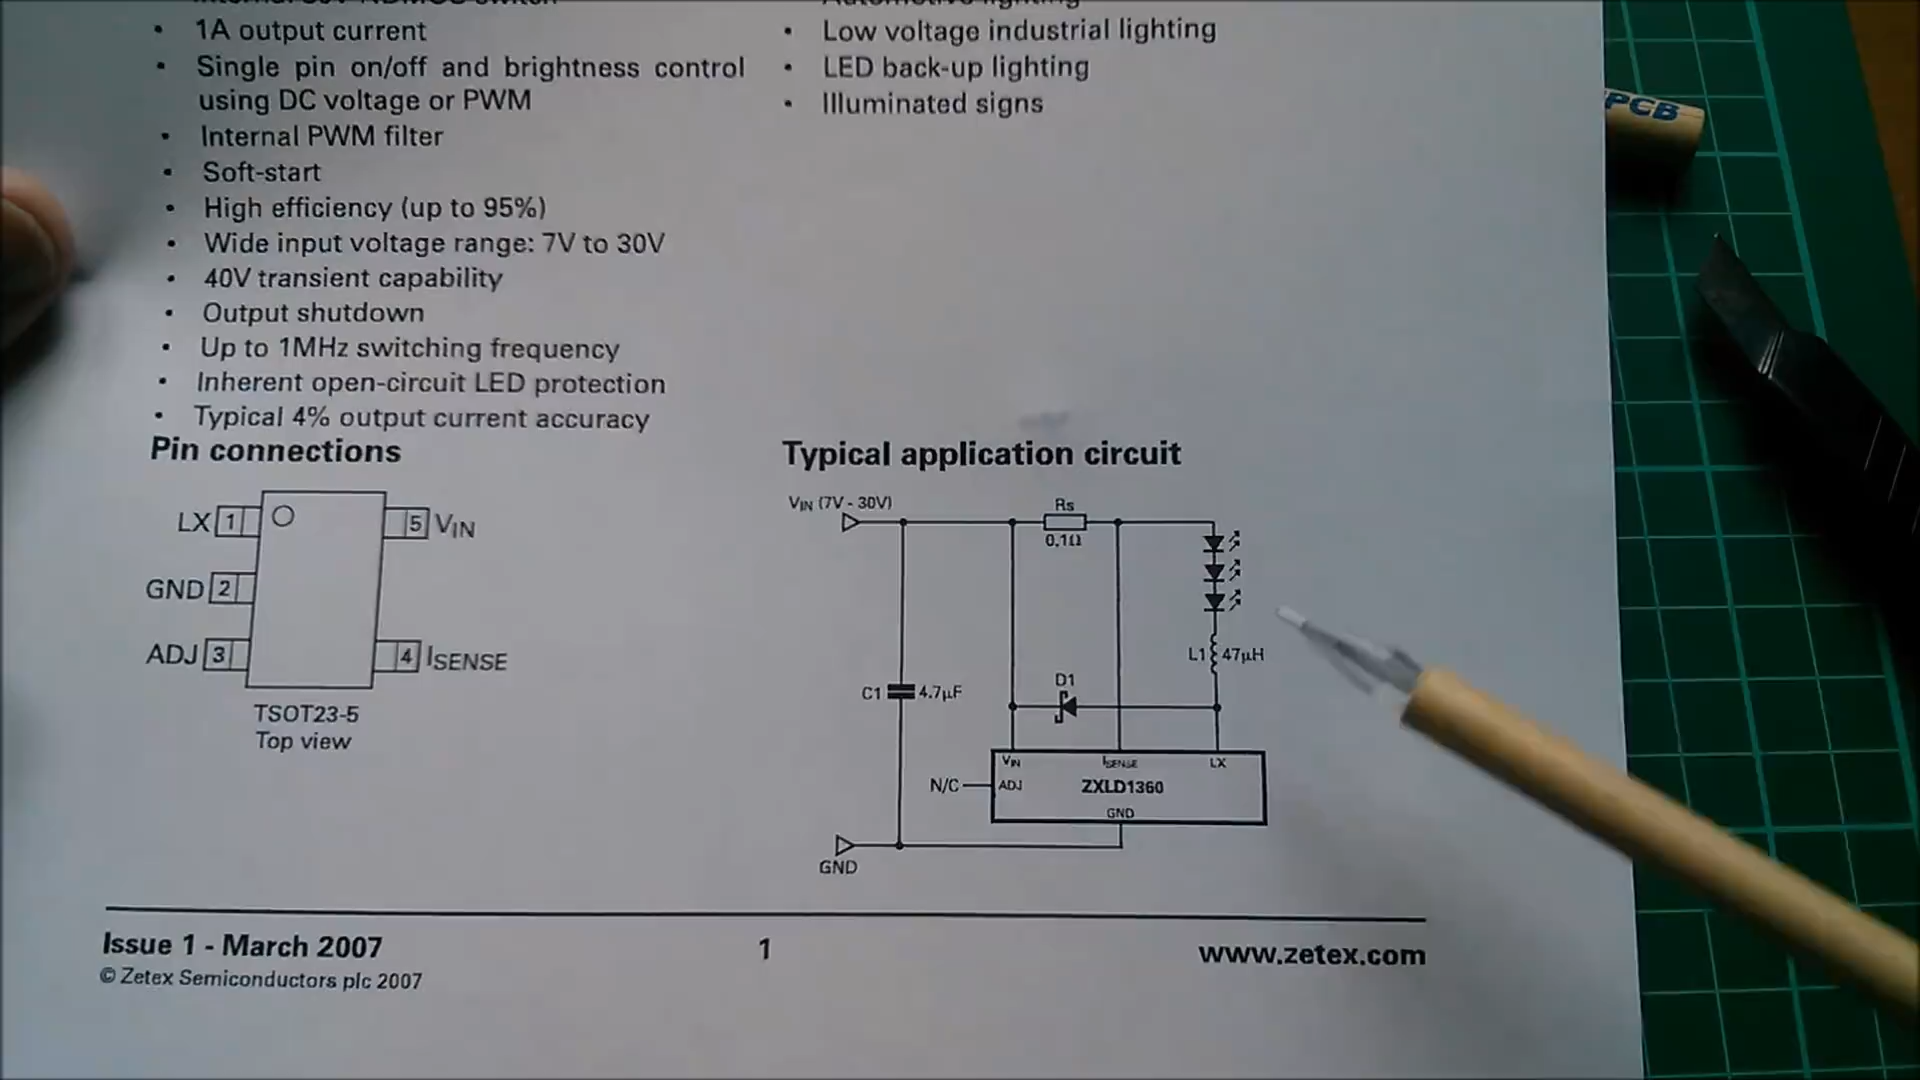 1A output current
Single pin on/off and brightness control
using DC voltage or PWM
Internal PWM filter
Soft-start
High efficiency (up to 95%)
Wide input voltage range: 7V to 30V
40V transient capability
Output shutdown
Up to 1MHz switching frequency
Inherent open-circuit LED protection
Typical 4% output current accuracy
Low voltage industrial lighting
LED back-up lighting
Illuminated signs
PCB
Pin connections
LX 1
5 VIN
GND 2
ADJ 3
4 ISENSE
TSOT23-5
Top view
Typical application circuit
VIN (7V - 30V)
Rs
0.1Ω
L1 47µH
D1
C1 4.7µF
VIN ISENSE LX
N/C ADJ ZXLD1360
GND
GND
Issue 1 - March 2007
© Zetex Semiconductors plc 2007
1
www.zetex.com